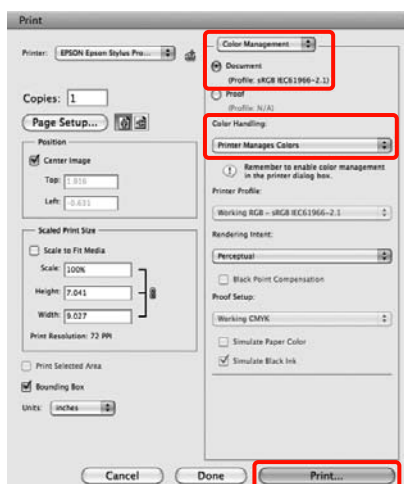 Print
Printer: EPSON Epson Stylus Pro...
Copies: 1
Page Setup...
Position
Center Image
Top: 1.916
Left: -0.631
Scaled Print Size
Scale to Fit Media
Scale: 100%
Height: 7.041
Width: 9.027
Print Resolution: 72 PPI
Print Selected Area
Bounding Box
Units: inches
Color Management
Document
(Profile: sRGB IEC61966-2.1)
Proof
(Profile: N/A)
Color Handling:
Printer Manages Colors
Remember to enable color management
in the printer dialog box.
Printer Profile:
Working RGB - sRGB IEC61966-2.1
Rendering Intent:
Perceptual
Black Point Compensation
Proof Setup:
Working CMYK
Simulate Paper Color
Simulate Black Ink
Cancel
Done
Print...